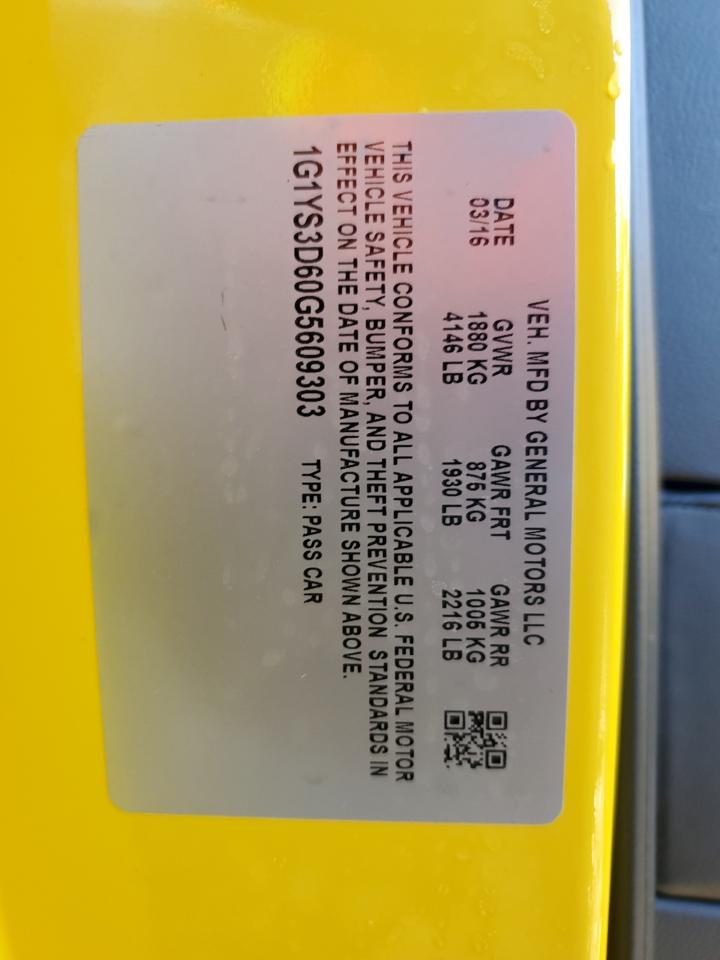 VEH. MFD BY GENERAL MOTORS LLC
DATE GVWR GAWR FRT GAWR RR
03/16 1880 KG 875 KG 1005 KG
4146 LB 1930 LB 2216 LB
THIS VEHICLE CONFORMS TO ALL APPLICABLE U.S. FEDERAL MOTOR
VEHICLE SAFETY, BUMPER, AND THEFT PREVENTION STANDARDS IN
EFFECT ON THE DATE OF MANUFACTURE SHOWN ABOVE.
1G1YS3D60G5609303 TYPE: PASS CAR